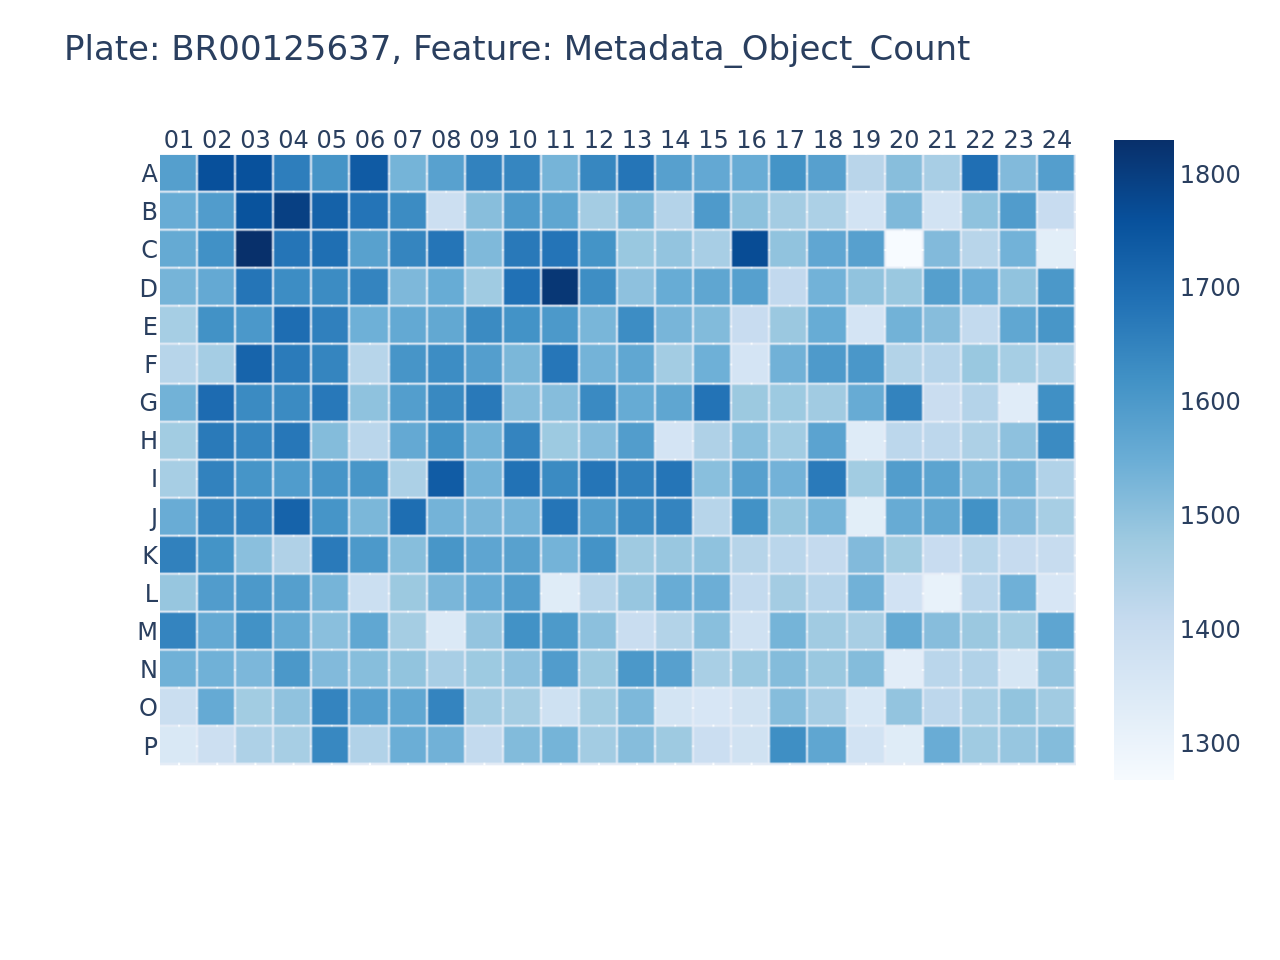 Plate: BR00125637, Feature: Metadata_Object_Count
01 02 03 04 05 06 07 08 09 10 11 12 13 14 15 16 17 18 19 20 21 22 23 24
A
B
C
D
E
F
G
H
I
J
K
L
M
N
O
P
1800
1700
1600
1500
1400
1300